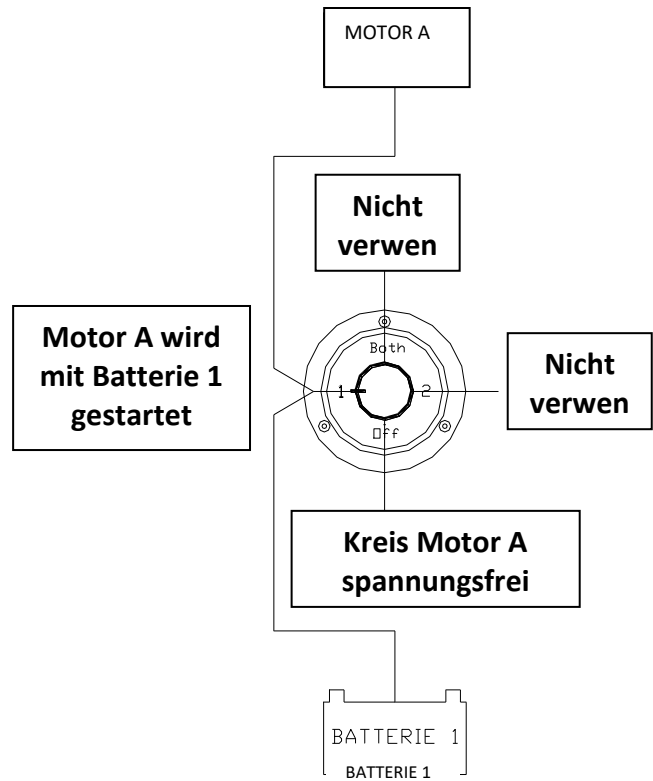 MOTOR A
Nicht
verwen
Motor A wird
mit Batterie 1
gestartet
Both
1
2
Off
Nicht
verwen
Kreis Motor A
spannungsfrei
BATTERIE 1
BATTERIE 1